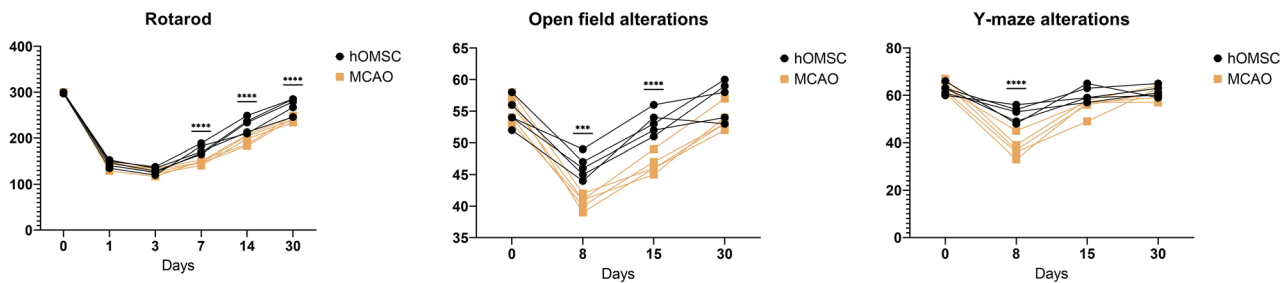 Rotarod
400
300
200
100
0
0 1 3 7 14 30
Days
**** **** ****
hOMSC
MCAO
Open field alterations
65
60
55
50
45
40
35
0 8 15 30
Days
*** ****
hOMSC
MCAO
Y-maze alterations
80
60
40
20
0
0 8 15 30
Days
****
hOMSC
MCAO